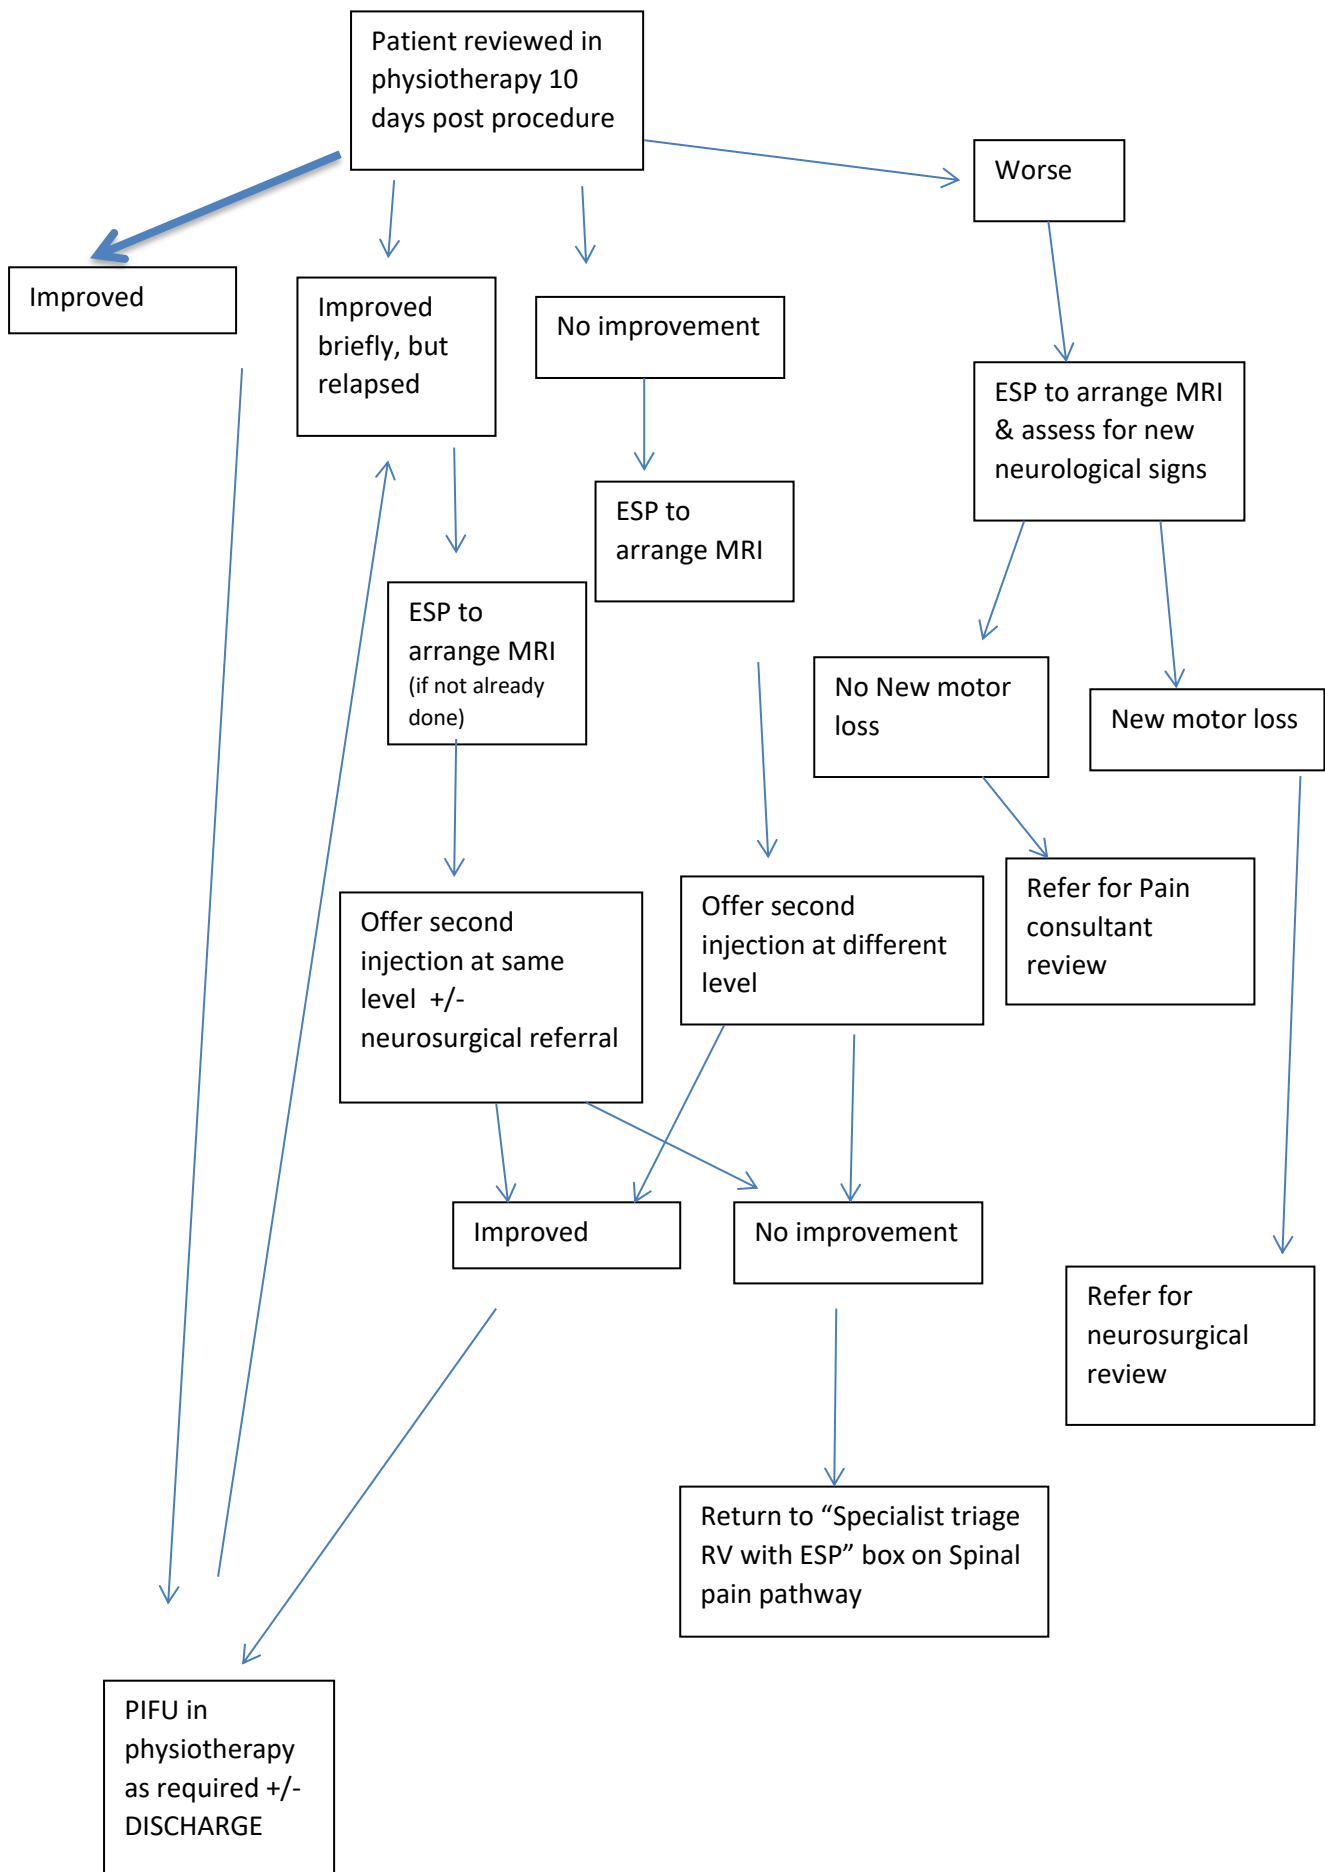 Patient reviewed in
physiotherapy 10
days post procedure
Worse
Improved
Improved
briefly, but
relapsed
No improvement
ESP to arrange MRI
& assess for new
neurological signs
ESP to
arrange MRI
ESP to
arrange MRI
(if not already
done)
No New motor
loss
New motor loss
Offer second
injection at same
level  +/-
neurosurgical referral
Offer second
injection at different
level
Refer for Pain
consultant
review
Improved
No improvement
Refer for
neurosurgical
review
Return to “Specialist triage
RV with ESP” box on Spinal
pain pathway
PIFU in
physiotherapy
as required +/-
DISCHARGE